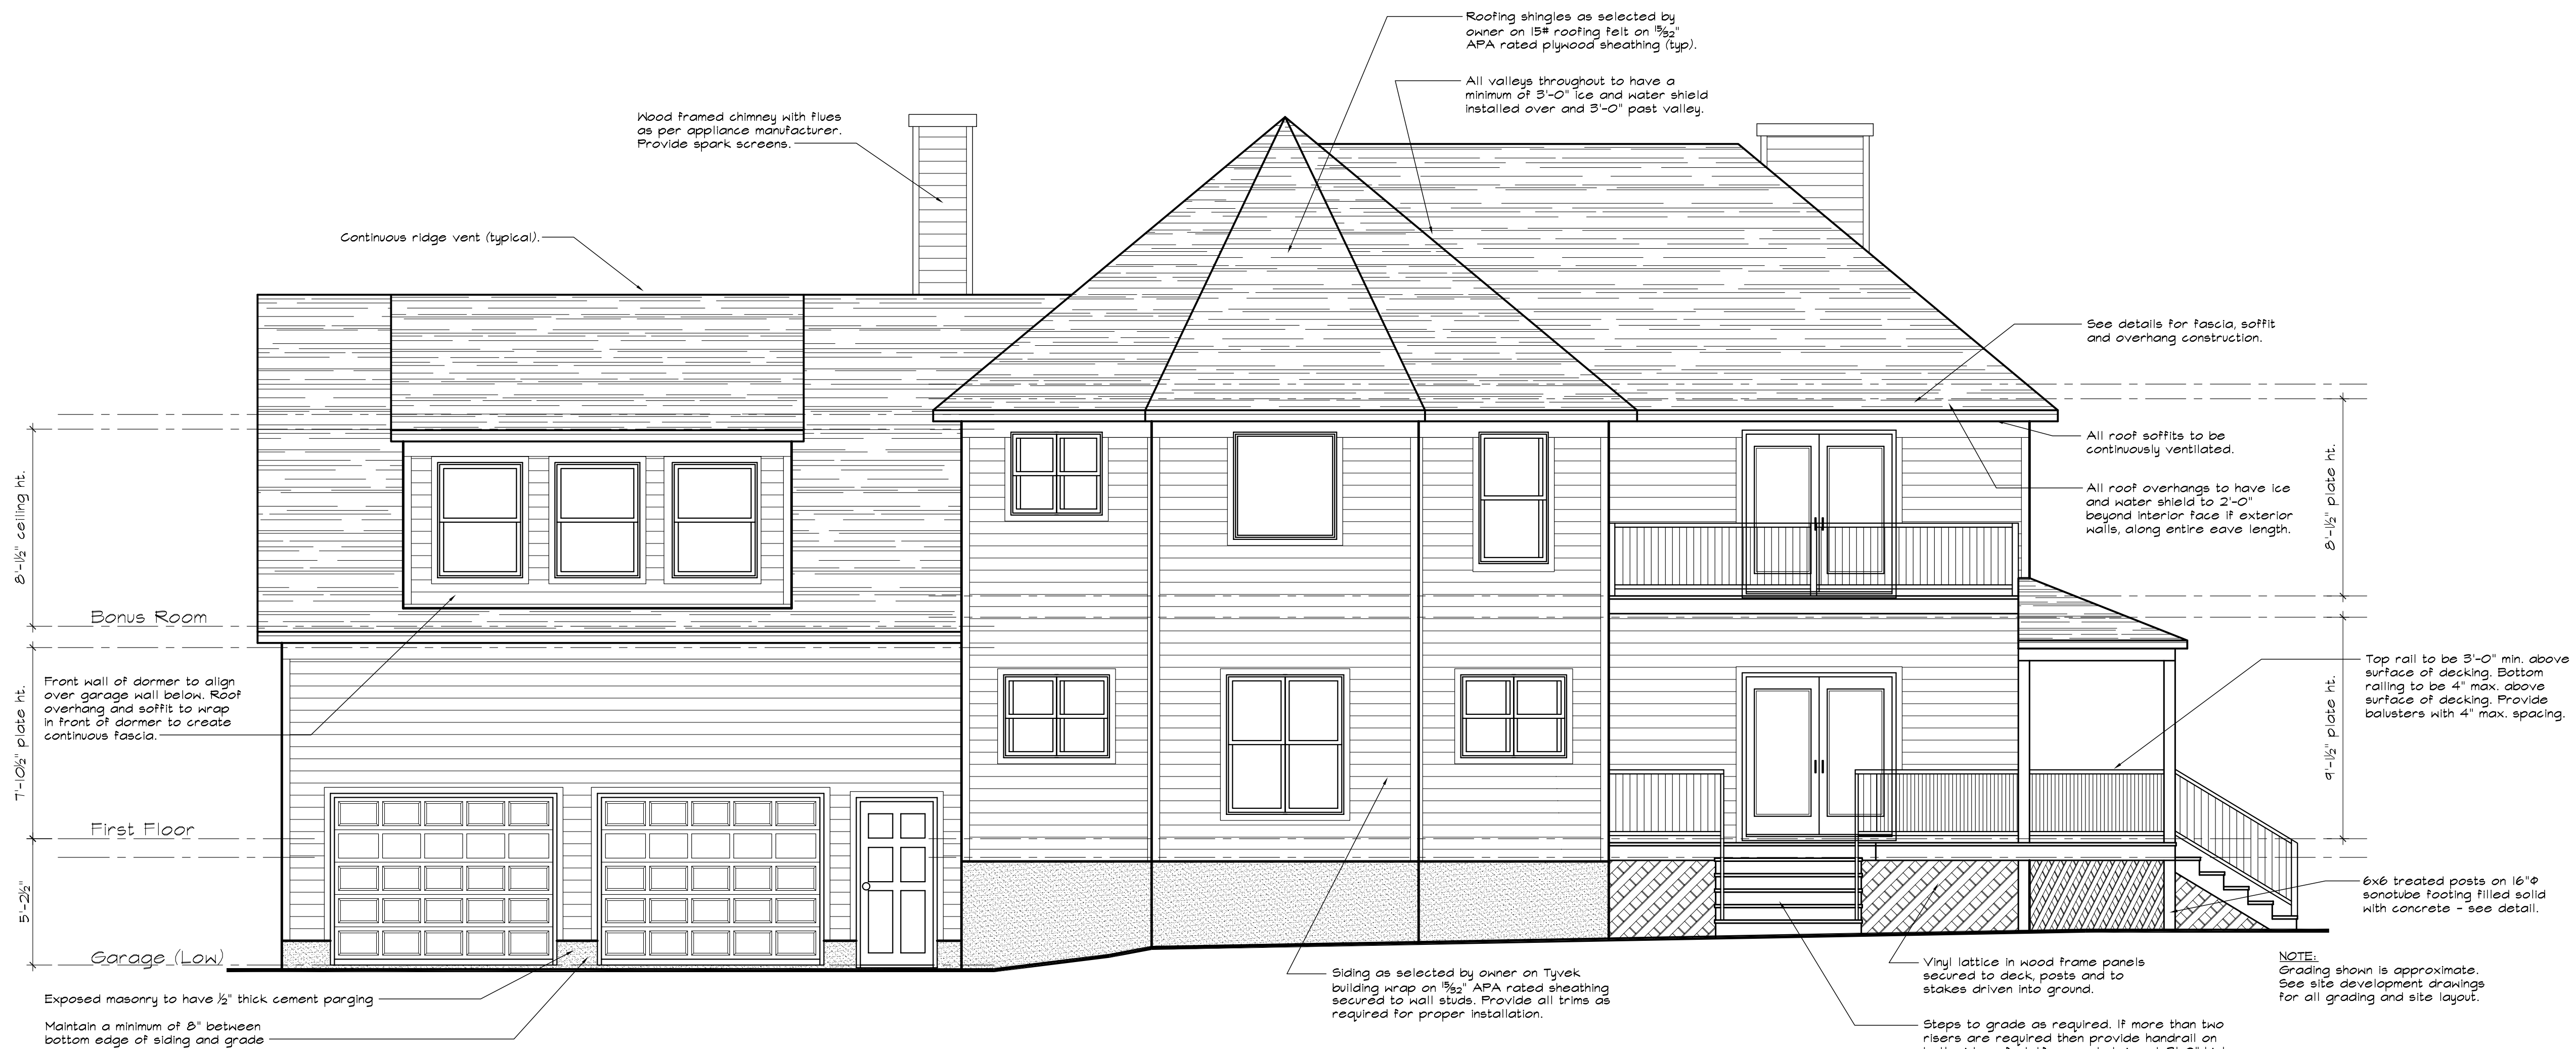 Roofing shingles as selected by
owner on 15# roofing felt on 15/32"
APA rated plywood sheathing (typ).
All valleys throughout to have a
minimum of 3'-0" ice and water shield
installed over and 3'-0" past valley.
Wood framed chimney with flues
as per appliance manufacturer.
Provide spark screens.
Continuous ridge vent (typical).
See details for fascia, soffit
and overhang construction.
All roof soffits to be
continuously ventilated.
All roof overhangs to have ice
and water shield to 2'-0"
beyond interior face if exterior
walls, along entire eave length.
8'-1½" ceiling ht.
8'-1½" plate ht.
Bonus Room
Front wall of dormer to align
over garage wall below. Roof
overhang and soffit to wrap
in front of dormer to create
continuous fascia.
7'-10½" plate ht.
9'-1½" plate ht.
Top rail to be 3'-0" min. above
surface of decking. Bottom
railing to be 4" max. above
surface of decking. Provide
balusters with 4" max. spacing.
First Floor
5'-2½"
6x6 treated posts on 16"Φ
sonotube footing filled solid
with concrete - see detail.
Garage (Low)
Exposed masonry to have ½" thick cement parging
Maintain a minimum of 8" between
bottom edge of siding and grade
Siding as selected by owner on Tyvek
building wrap on 15/32" APA rated sheathing
secured to wall studs. Provide all trims as
required for proper installation.
Vinyl lattice in wood frame panels
secured to deck, posts and to
stakes driven into ground.
NOTE:
Grading shown is approximate.
See site development drawings
for all grading and site layout.
Steps to grade as required. If more than two
risers are required then provide handrail on